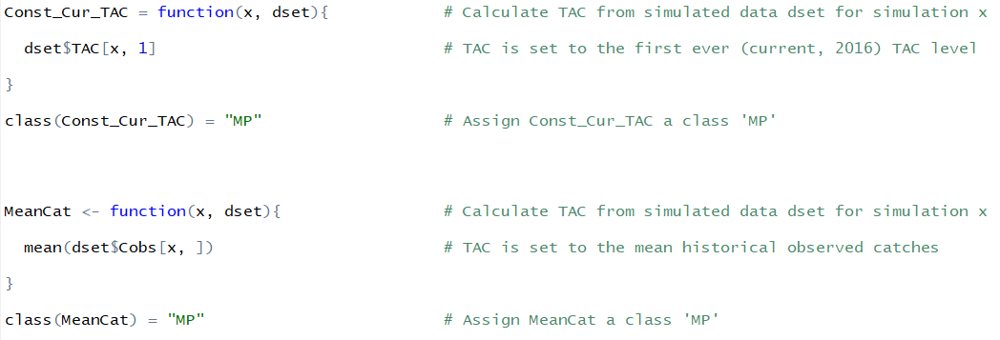 Const_Cur_TAC = function(x, dset){ # Calculate TAC from simulated data dset for simulation x
dset$TAC[x, 1] # TAC is set to the first ever (current, 2016) TAC level
}
class(Const_Cur_TAC) = "MP" # Assign Const_Cur_TAC a class 'MP'
MeanCat <- function(x, dset){ # Calculate TAC from simulated data dset for simulation x
mean(dset$Cobs[x, ]) # TAC is set to the mean historical observed catches
}
class(MeanCat) = "MP" # Assign MeanCat a class 'MP'